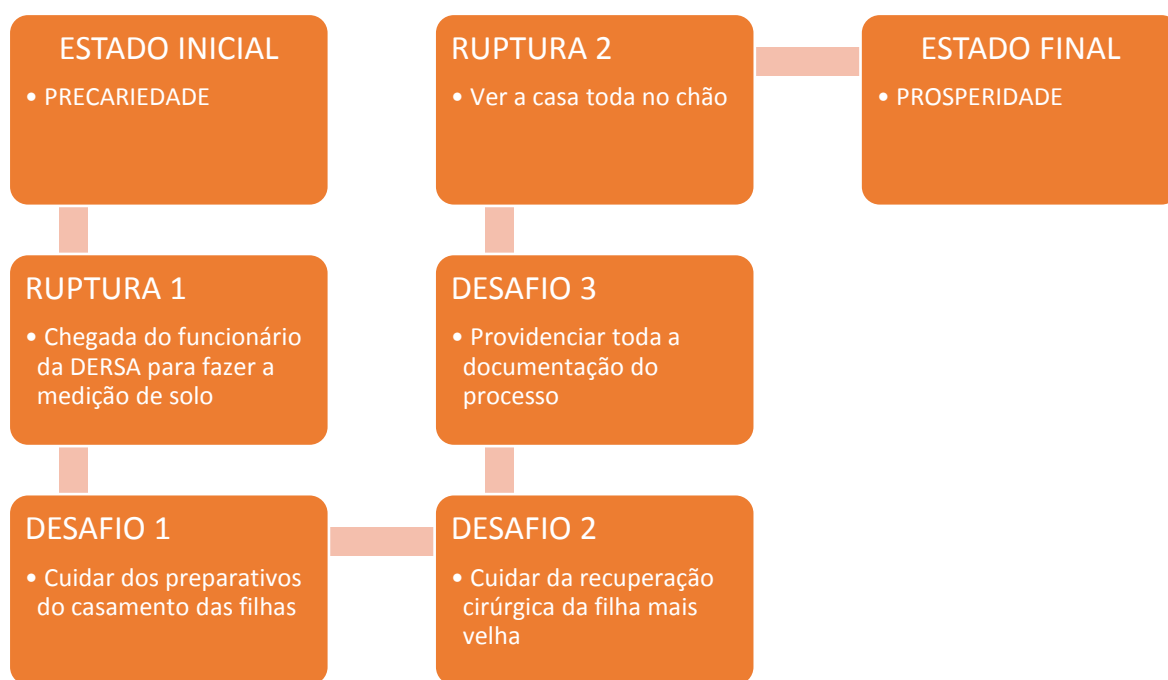 ESTADO INICIAL
• PRECARIEDADE
RUPTURA 1
• Chegada do funcionário
da DERSA para fazer a
medição de solo
DESAFIO 1
• Cuidar dos preparativos
do casamento das filhas
DESAFIO 2
• Cuidar da recuperação
cirúrgica da filha mais
velha
DESAFIO 3
• Providenciar toda a
documentação do
processo
RUPTURA 2
• Ver a casa toda no chão
ESTADO FINAL
• PROSPERIDADE